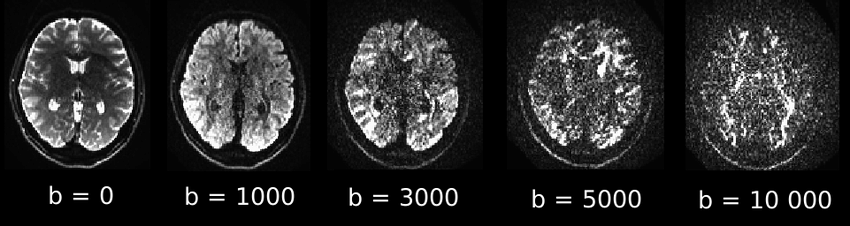 b = 0
b = 1000
b = 3000
b = 5000
b = 10 000